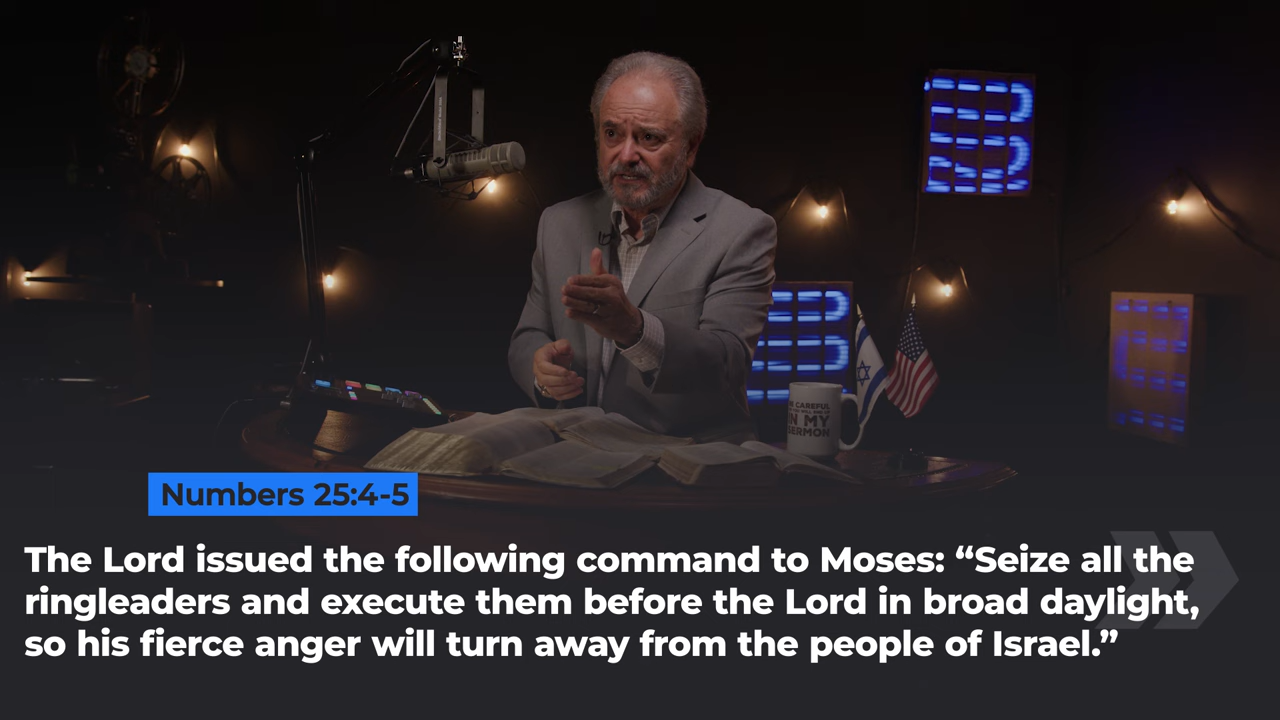 IN CAREFUL
IN MY
SERMON
Numbers 25:4-5
The Lord issued the following command to Moses: “Seize all the
ringleaders and execute them before the Lord in broad daylight,
so his fierce anger will turn away from the people of Israel.”